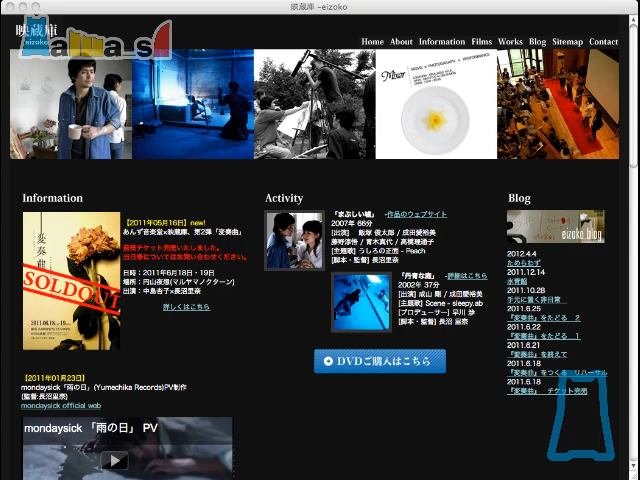 映蔵庫 -eizoko
映蔵庫
eizoko
Home About Information Films Works Blog Sitemap Contact
MOVIE × PHOTOGRAPH × PERFORMANCE
Information
【2011年05月16日】new!
あんず音楽堂×映蔵庫、第2弾「変奏曲」
前売チケット完売いたしました。
当日券についてはお問い合わせください。
日時：2011年6月18日・19日
場所：円山夜想(マルヤマノクターン)
出演：中島杏子×長沼里奈
詳しくはこちら
変奏曲
SOLDOUT
【2011年01月23日】
mondaysick「雨の日」(Yumechika Records)PV制作
(監督:長沼里奈)
mondaysick official web
mondaysick 「雨の日」 PV
Activity
「まぶしい嘘」 -作品のウェブサイト
2007年 66分
[出演] 飯塚 俊太郎 / 成田愛裕美
藤野淳悟 / 青木真代 / 高橋理通子
[主題歌] うしろの正面 - Peach
[脚本・監督] 長沼里奈
「丹青な庭」 -詳細はこちら
2002年 37分
[出演] 成山 剛 / 成田愛裕美
[主題歌] Scene - sleepy.ab
[プロデューサー] 早川 渉
[脚本・監督] 長沼 里奈
DVDご購入はこちら
Blog
eizoko blog
2012.4.4
ためらわず
2011.12.14
水曽館
2011.10.28
手元に置く非日常
2011.6.25
『変奏曲』をたどる 2
2011.6.22
『変奏曲』をたどる 1
2011.6.21
『変奏曲』を終えて
2011.6.18
『変奏曲』をつくる リハーサル
2011.6.18
『変奏曲』 チケット完売